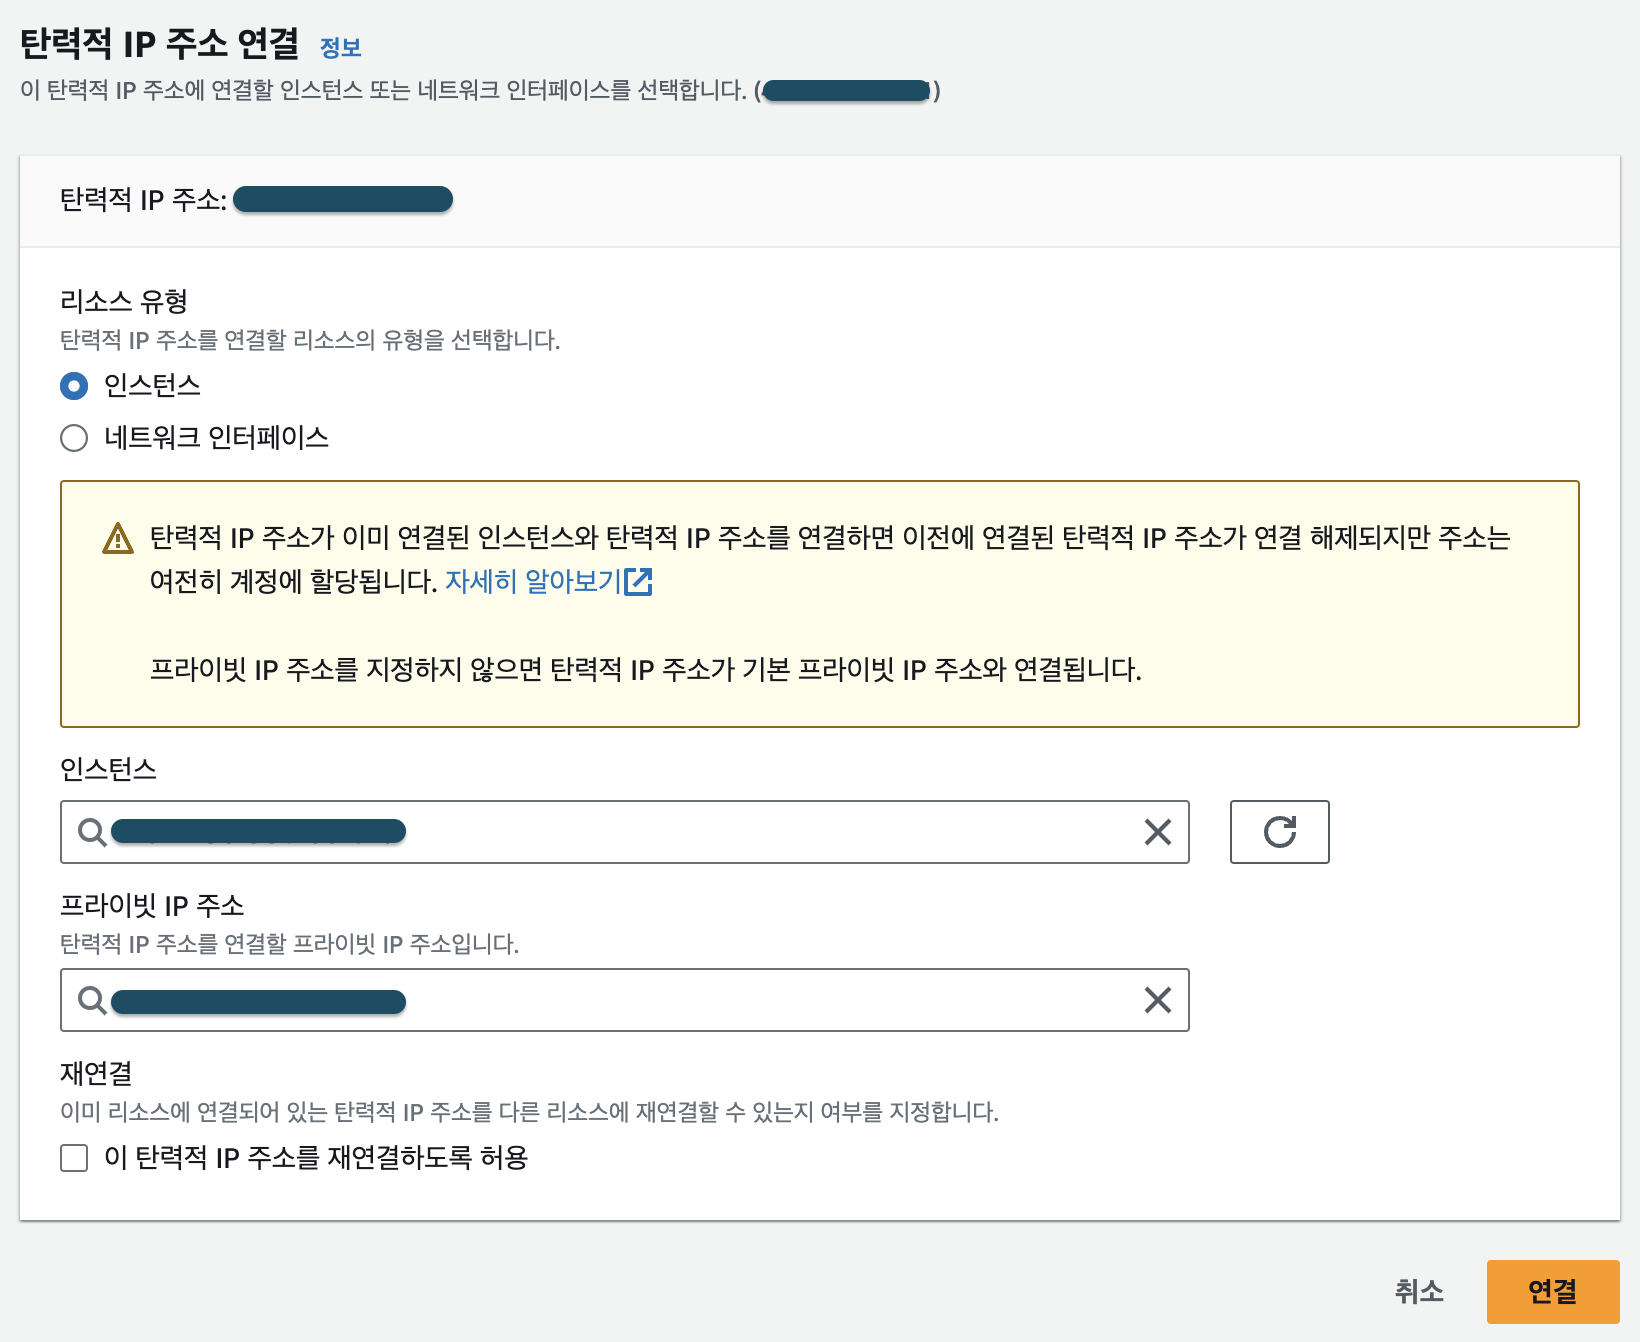 탄력적 IP 주소 연결 정보
이 탄력적 IP 주소에 연결할 인스턴스 또는 네트워크 인터페이스를 선택합니다. ( )
탄력적 IP 주소:
리소스 유형
탄력적 IP 주소를 연결할 리소스의 유형을 선택합니다.
인스턴스
네트워크 인터페이스
탄력적 IP 주소가 이미 연결된 인스턴스와 탄력적 IP 주소를 연결하면 이전에 연결된 탄력적 IP 주소가 연결 해제되지만 주소는
여전히 계정에 할당됩니다. 자세히 알아보기
프라이빗 IP 주소를 지정하지 않으면 탄력적 IP 주소가 기본 프라이빗 IP 주소와 연결됩니다.
인스턴스
프라이빗 IP 주소
탄력적 IP 주소를 연결할 프라이빗 IP 주소입니다.
재연결
이미 리소스에 연결되어 있는 탄력적 IP 주소를 다른 리소스에 재연결할 수 있는지 여부를 지정합니다.
이 탄력적 IP 주소를 재연결하도록 허용
취소 연결